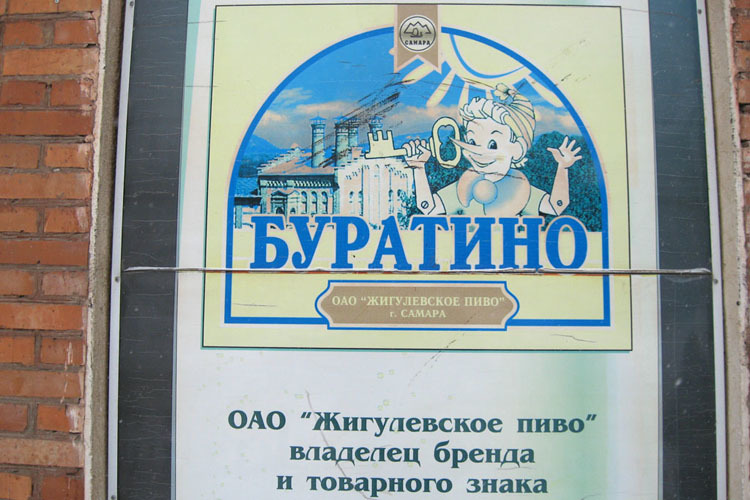 САМАРА
БУРАТИНО
ОАО "ЖИГУЛЕВСКОЕ ПИВО"
г. САМАРА
ОАО "Жигулевское пиво"
владелец бренда
и товарного знака